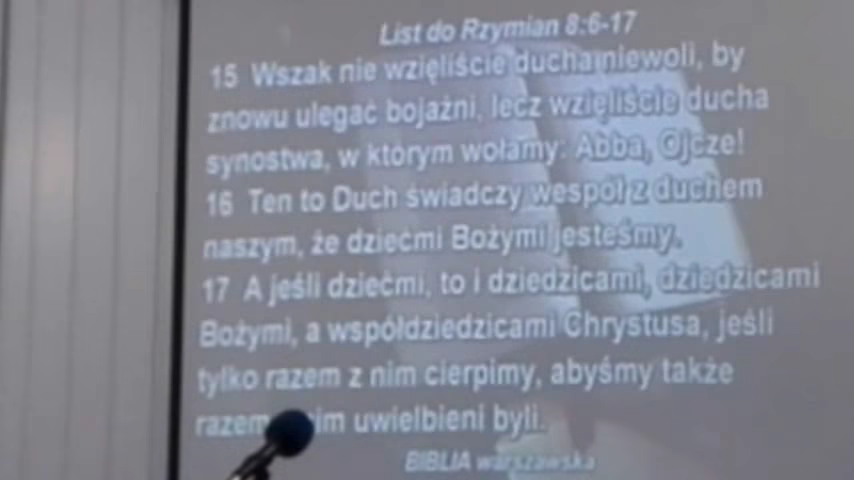 List do Rzymian 8:6-17
15 Wszak nie wzięliście ducha niewoli, by
znowu ulegać bojaźni, lecz wzięliście ducha
synostwa, w którym wołamy: Abba, Ojcze!
16 Ten to Duch świadczy wespół z duchem
naszym, że dziećmi Bożymi jesteśmy.
17 A jeśli dziećmi, to i dziedzicami, dziedzicami
Bożymi, a współdziedzicami Chrystusa, jeśli
tylko razem z nim cierpimy, abyśmy także
razem uwielbieni byli.
BIBLIA warszawska